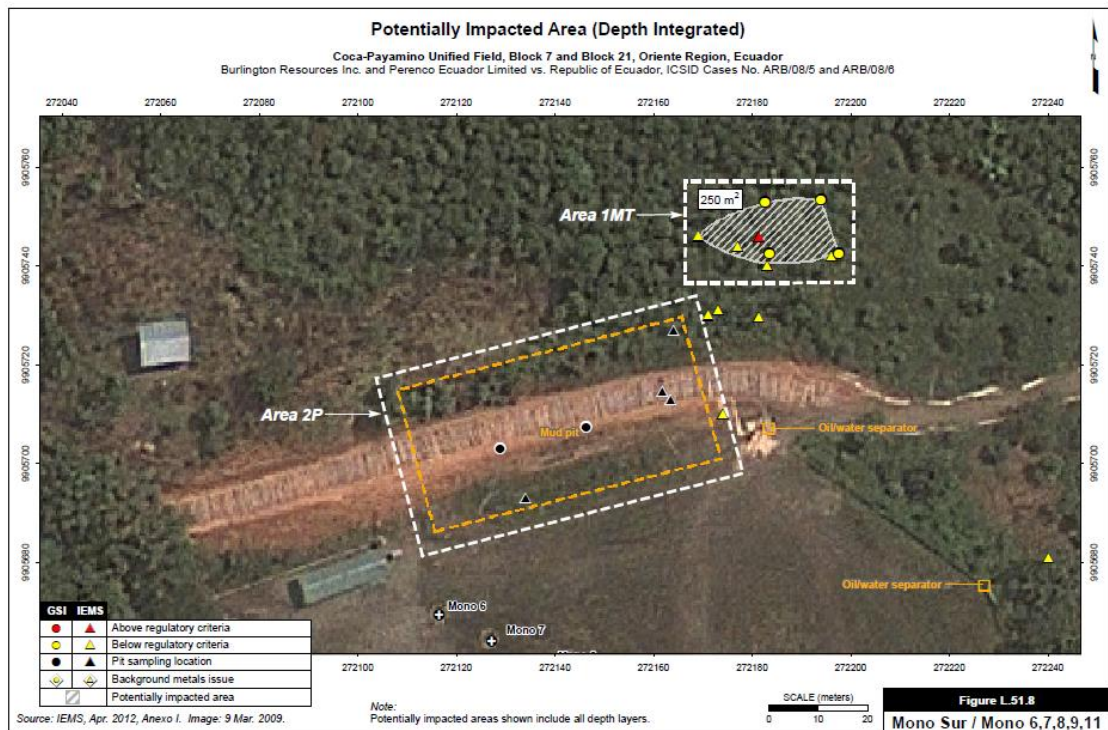 Potentially Impacted Area (Depth Integrated)
Coca-Payamino Unified Field, Block 7 and Block 21, Oriente Region, Ecuador
Burlington Resources Inc. and Perenco Ecuador Limited vs. Republic of Ecuador, ICSID Cases No. ARB/08/5 and ARB/08/6
272040 272060 272080 272100 272120 272140 272160 272180 272200 272220 272240
9905760 9905760
250 m²
Area 1MT
9905740 9905740
9905720 9905720
Area 2P
Mud pit
Oil/water separator
9905700 9905700
9905680 9905680
Oil/water separator
Mono 6
Mono 7
GSI IEMS
Above regulatory criteria
Below regulatory criteria
Pit sampling location
Background metals issue
Potentially impacted area
272100 272120 272140 272160 272180 272200 272220 272240
Source: IEMS, Apr. 2012, Anexo I. Image: 9 Mar. 2009.
Note:
Potentially impacted areas shown include all depth layers.
SCALE (meters)
0 10 20
Figure L.51.8
Mono Sur / Mono 6,7,8,9,11